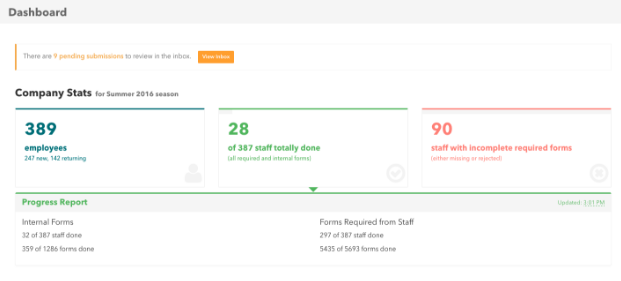 Dashboard
There are 9 pending submissions to review in the inbox. View Inbox
Company Stats for Summer 2016 season
389
employees
247 new, 142 returning
28
of 387 staff totally done
(all required and internal forms)
90
staff with incomplete required forms
(either missing or rejected)
Progress Report
Updated: 3:51 PM
Internal Forms
32 of 387 staff done
359 of 1286 forms done
Forms Required from Staff
297 of 387 staff done
5435 of 5693 forms done